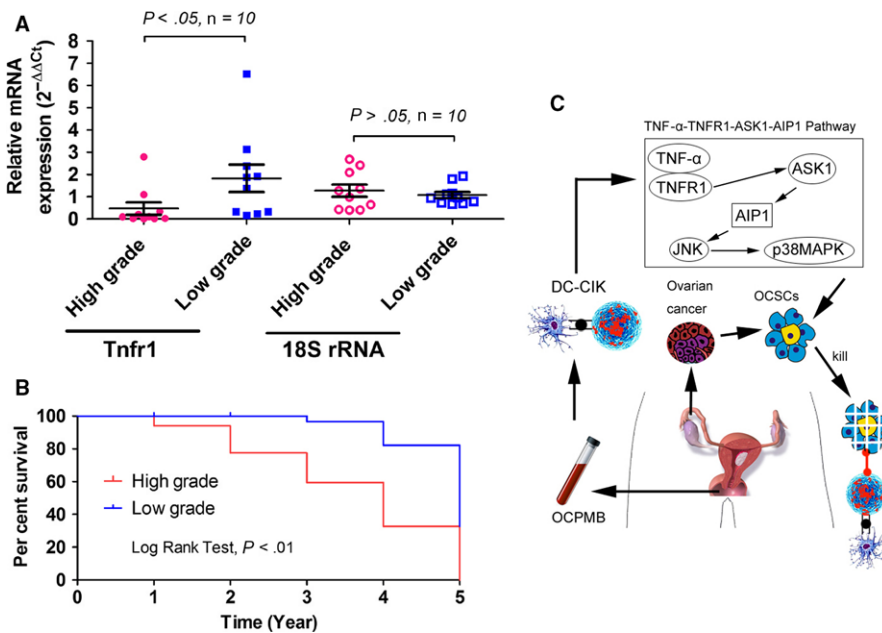 A
P < .05, n = 10
P > .05, n = 10
Relative mRNA
expression (2−ΔΔCt)
8
7
6
5
4
3
2
1
0
High grade
Low grade
High grade
Low grade
Tnfr1
18S rRNA
B
Per cent survival
100
80
60
40
20
0
High grade
Low grade
Log Rank Test, P < .01
0
1
2
3
4
5
Time (Year)
C
TNF-α-TNFR1-ASK1-AIP1 Pathway
TNF-α
TNFR1
ASK1
AIP1
JNK
p38MAPK
DC-CIK
Ovarian
cancer
OCSCs
kill
OCPMB